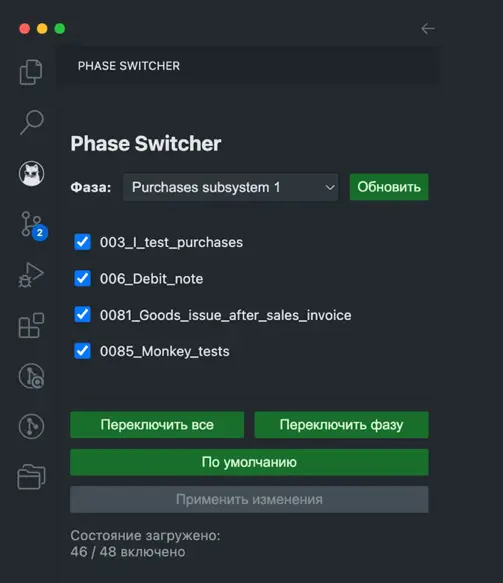 PHASE SWITCHER
Phase Switcher
Фаза: Purchases subsystem 1 Обновить
003_I_test_purchases
006_Debit_note
0081_Goods_issue_after_sales_invoice
0085_Monkey_tests
2
Переключить все Переключить фазу
По умолчанию
Применить изменения
Состояние загружено:
46 / 48 включено